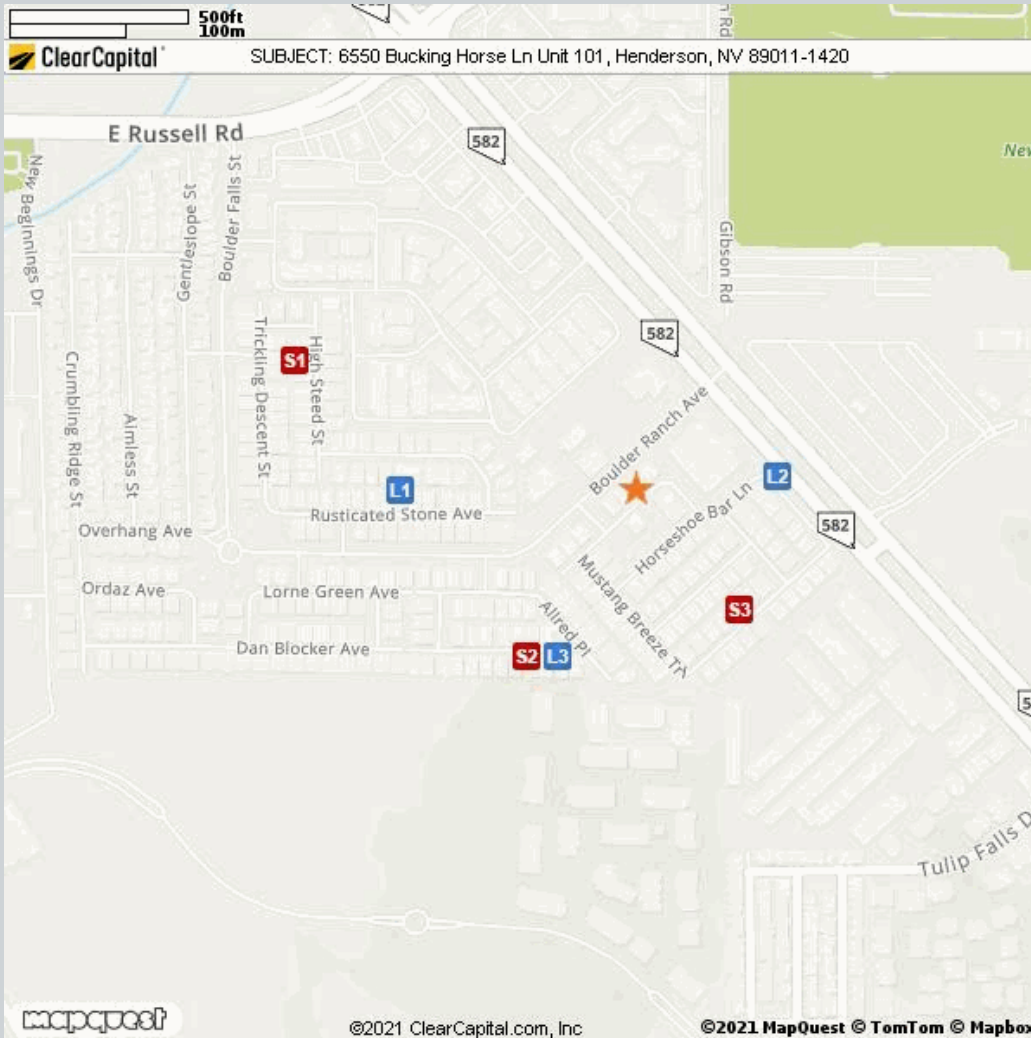 500ft
100m
ClearCapital
SUBJECT: 6550 Bucking Horse Ln Unit 101, Henderson, NV 89011-1420
E Russell Rd
582
New Beginnings Dr
Gentleslope St
Boulder Falls St
Gibson Rd
582
S1
Trickling Descent St
High Steed St
Crumbling Ridge St
Aimless St
Boulder Ranch Ave
L1
L2
Rusticated Stone Ave
Horseshoe Bar Ln
582
Overhang Ave
Ordaz Ave
Lorne Green Ave
Mustang Breeze Trl
Allred Pl
S3
Dan Blocker Ave
S2
L3
Tulip Falls D
mapquest
©2021 ClearCapital.com, Inc
©2021 MapQuest © TomTom © Mapbox